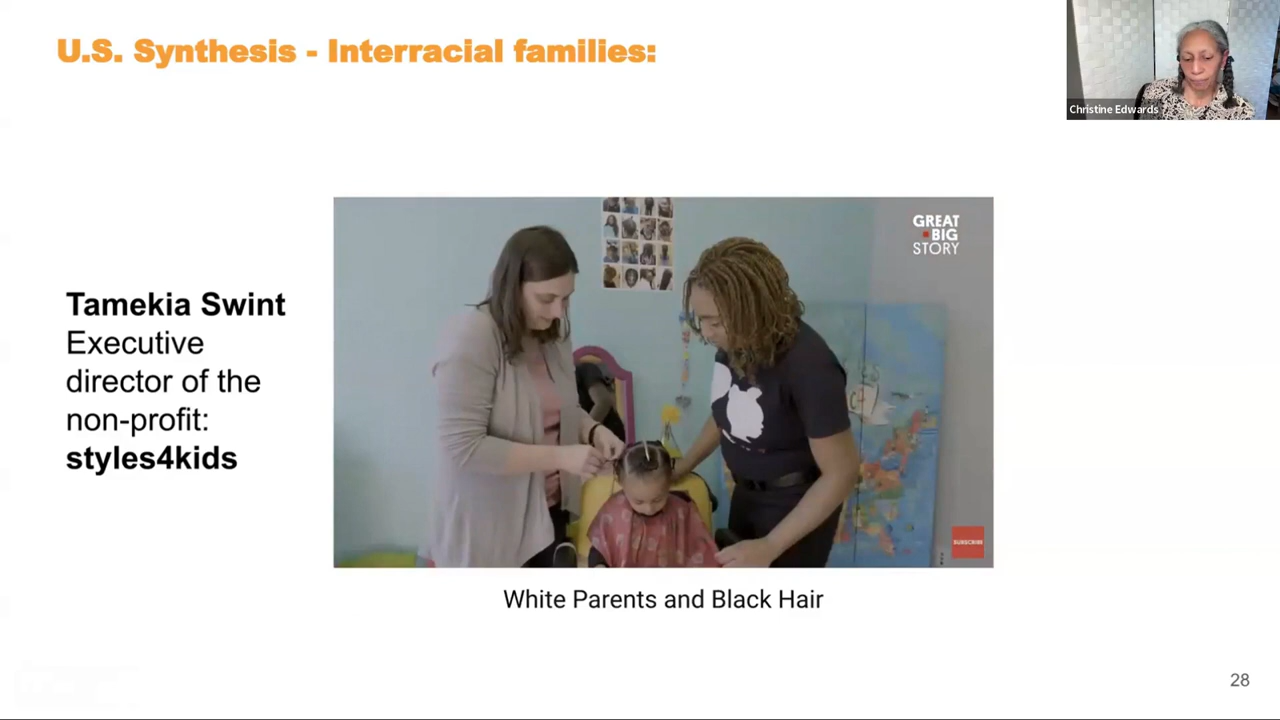 U.S. Synthesis - Interracial families:
Christine Edwards
GREAT
BIG
STORY
Tamekia Swint
Executive
director of the
non-profit:
styles4kids
SUBSCRIBE
White Parents and Black Hair
28